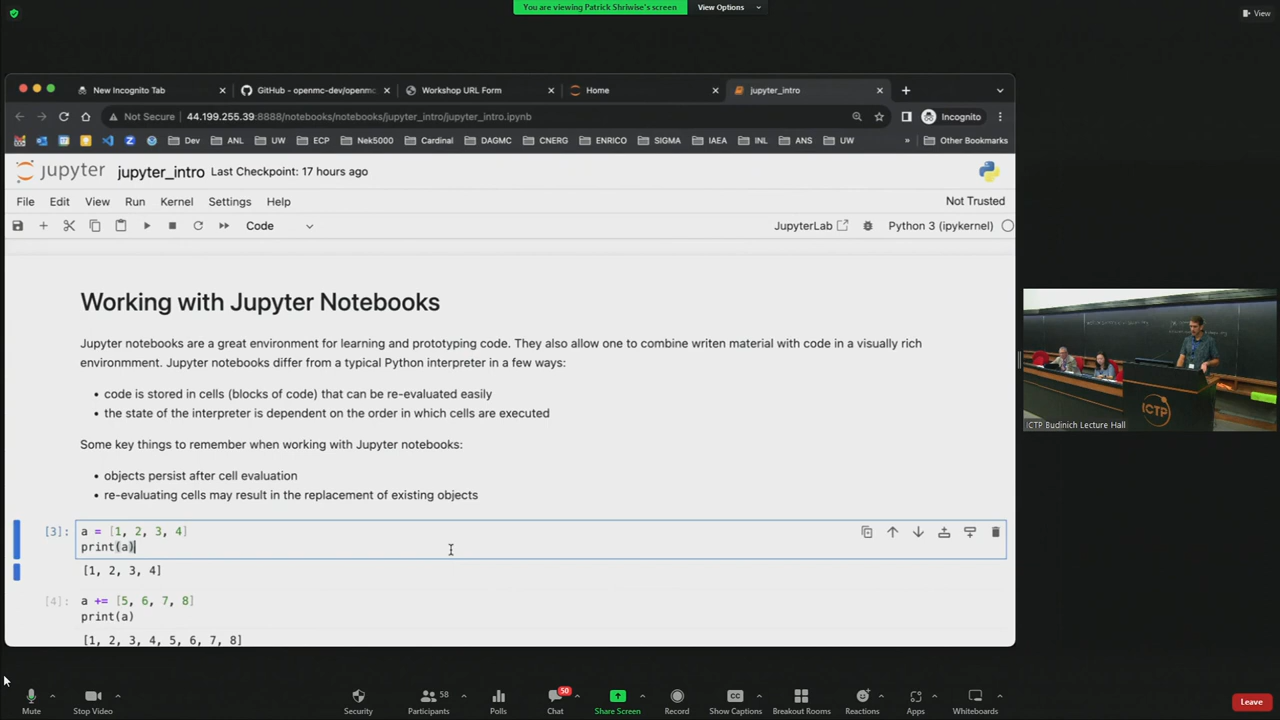 You are viewing Patrick Shriwise's screen View Options
View
New Incognito Tab GitHub - openmc-dev/openmc Workshop URL Form Home jupyter_intro
Not Secure 44.199.255.39:8888/notebooks/notebooks/jupyter_intro/jupyter_intro.ipynb Incognito
Dev ANL UW ECP Nek5000 Cardinal DAGMC CNERG ENRICO SIGMA IAEA INL ANS UW » Other Bookmarks
jupyter jupyter_intro Last Checkpoint: 17 hours ago
File Edit View Run Kernel Settings Help Not Trusted
Code JupyterLab Python 3 (ipykernel)
Working with Jupyter Notebooks
Jupyter notebooks are a great environment for learning and prototyping code. They also allow one to combine writen material with code in a visually rich
environmment. Jupyter notebooks differ from a typical Python interpreter in a few ways:
• code is stored in cells (blocks of code) that can be re-evaluated easily
• the state of the interpreter is dependent on the order in which cells are executed
Some key things to remember when working with Jupyter notebooks:
• objects persist after cell evaluation
• re-evaluating cells may result in the replacement of existing objects
[3]: a = [1, 2, 3, 4]
print(a)
[1, 2, 3, 4]
[4]: a += [5, 6, 7, 8]
print(a)
[1, 2, 3, 4, 5, 6, 7, 8]
ICTP
ICTP Budinich Lecture Hall
58 50
Mute Stop Video Security Participants Polls Chat Share Screen Record Show Captions Breakout Rooms Reactions Apps Whiteboards Leave